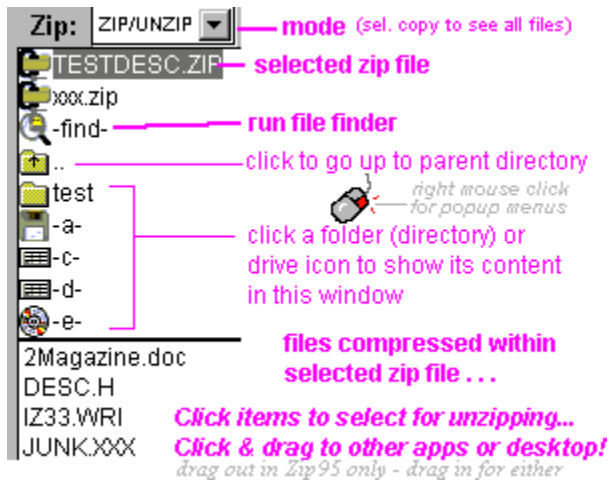 Zip: ZIP/UNZIP mode (sel. copy to see all files)
TESTDESC.ZIP selected zip file
xxx.zip
-find- run file finder
.. click to go up to parent directory
test right mouse click
for popup menus
-a- click a folder (directory) or
-c- drive icon to show its content
-d- in this window
-e-
files compressed within
2Magazine.doc selected zip file . . .
DESC.H
IZ33.WRI Click items to select for unzipping...
JUNK.XXX Click & drag to other apps or desktop!
drag out in Zip95 only - drag in for either